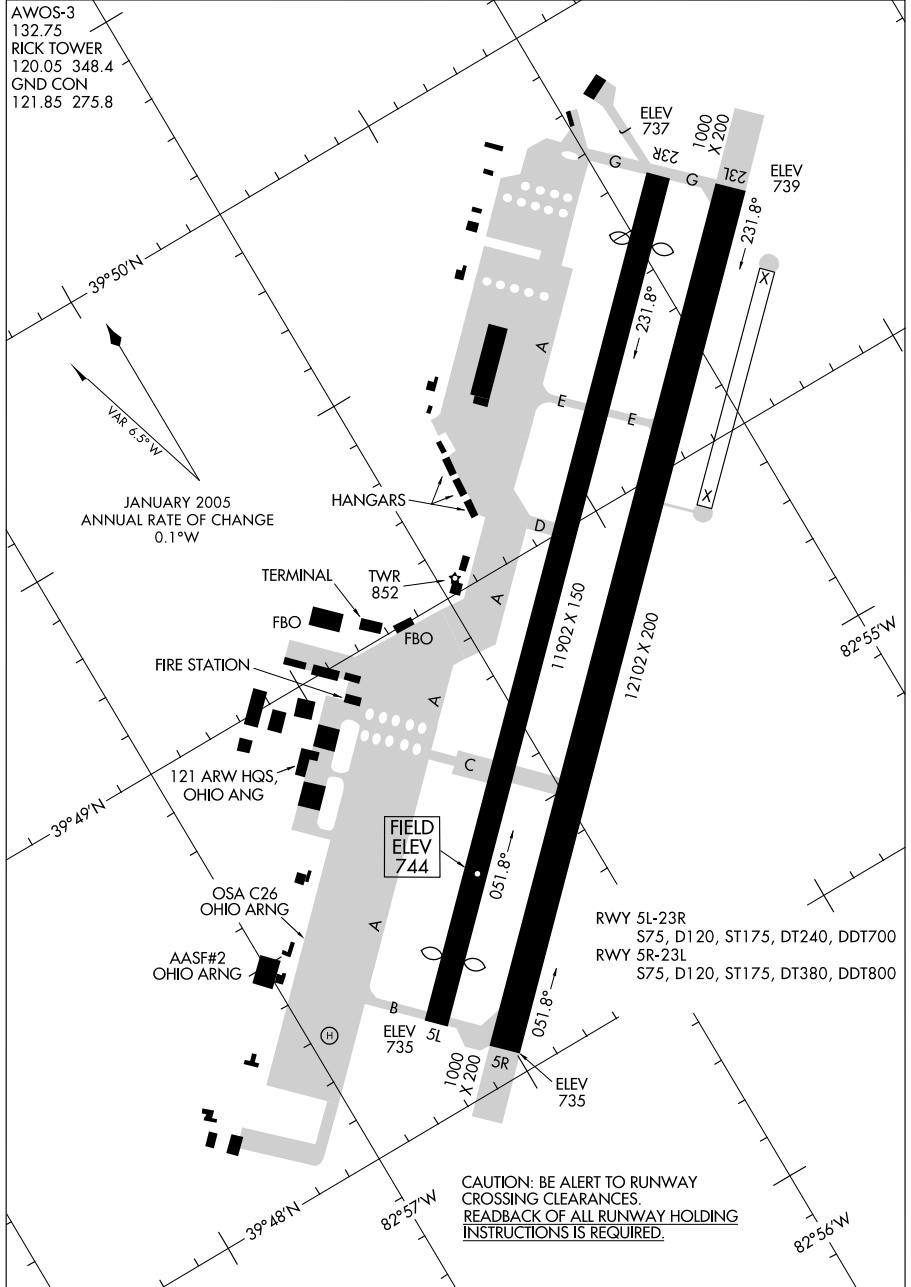 AWOS-3
132.75
RICK TOWER
120.05 348.4
GND CON
121.85 275.8
ELEV
737
J
1000
X 200
G
23R
G
23L
ELEV
739
231.8°
231.8°
X
39°50'N
A
VAR 6.5° W
E
E
JANUARY 2005
ANNUAL RATE OF CHANGE
0.1°W
HANGARS
X
D
TERMINAL
TWR
852
A
FBO
FBO
11902 X 150
12102 X 200
82°55'W
FIRE STATION
A
C
121 ARW HQS,
OHIO ANG
39°49'N
FIELD
ELEV
744
051.8°
OSA C26
OHIO ARNG
A
RWY 5L-23R
S75, D120, ST175, DT240, DDT700
RWY 5R-23L
S75, D120, ST175, DT380, DDT800
AASF#2
OHIO ARNG
051.8°
B
H
ELEV
735
5L
1000
X 200
5R
ELEV
735
CAUTION: BE ALERT TO RUNWAY
CROSSING CLEARANCES.
READBACK OF ALL RUNWAY HOLDING
INSTRUCTIONS IS REQUIRED.
39°48'N
82°57'W
82°56'W